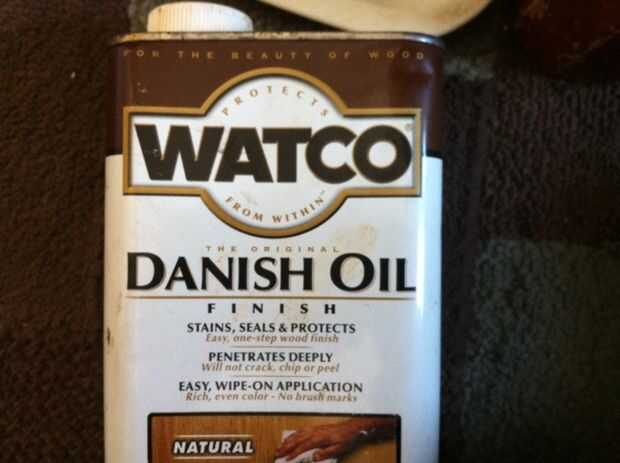 FOR THE BEAUTY OF WOOD
PROTECTS
WATCO®
FROM WITHIN™
THE ORIGINAL
DANISH OIL
FINISH
STAINS, SEALS & PROTECTS
Easy, one-step wood finish
PENETRATES DEEPLY
Will not crack, chip or peel
EASY, WIPE-ON APPLICATION
Rich, even color - No brush marks
NATURAL